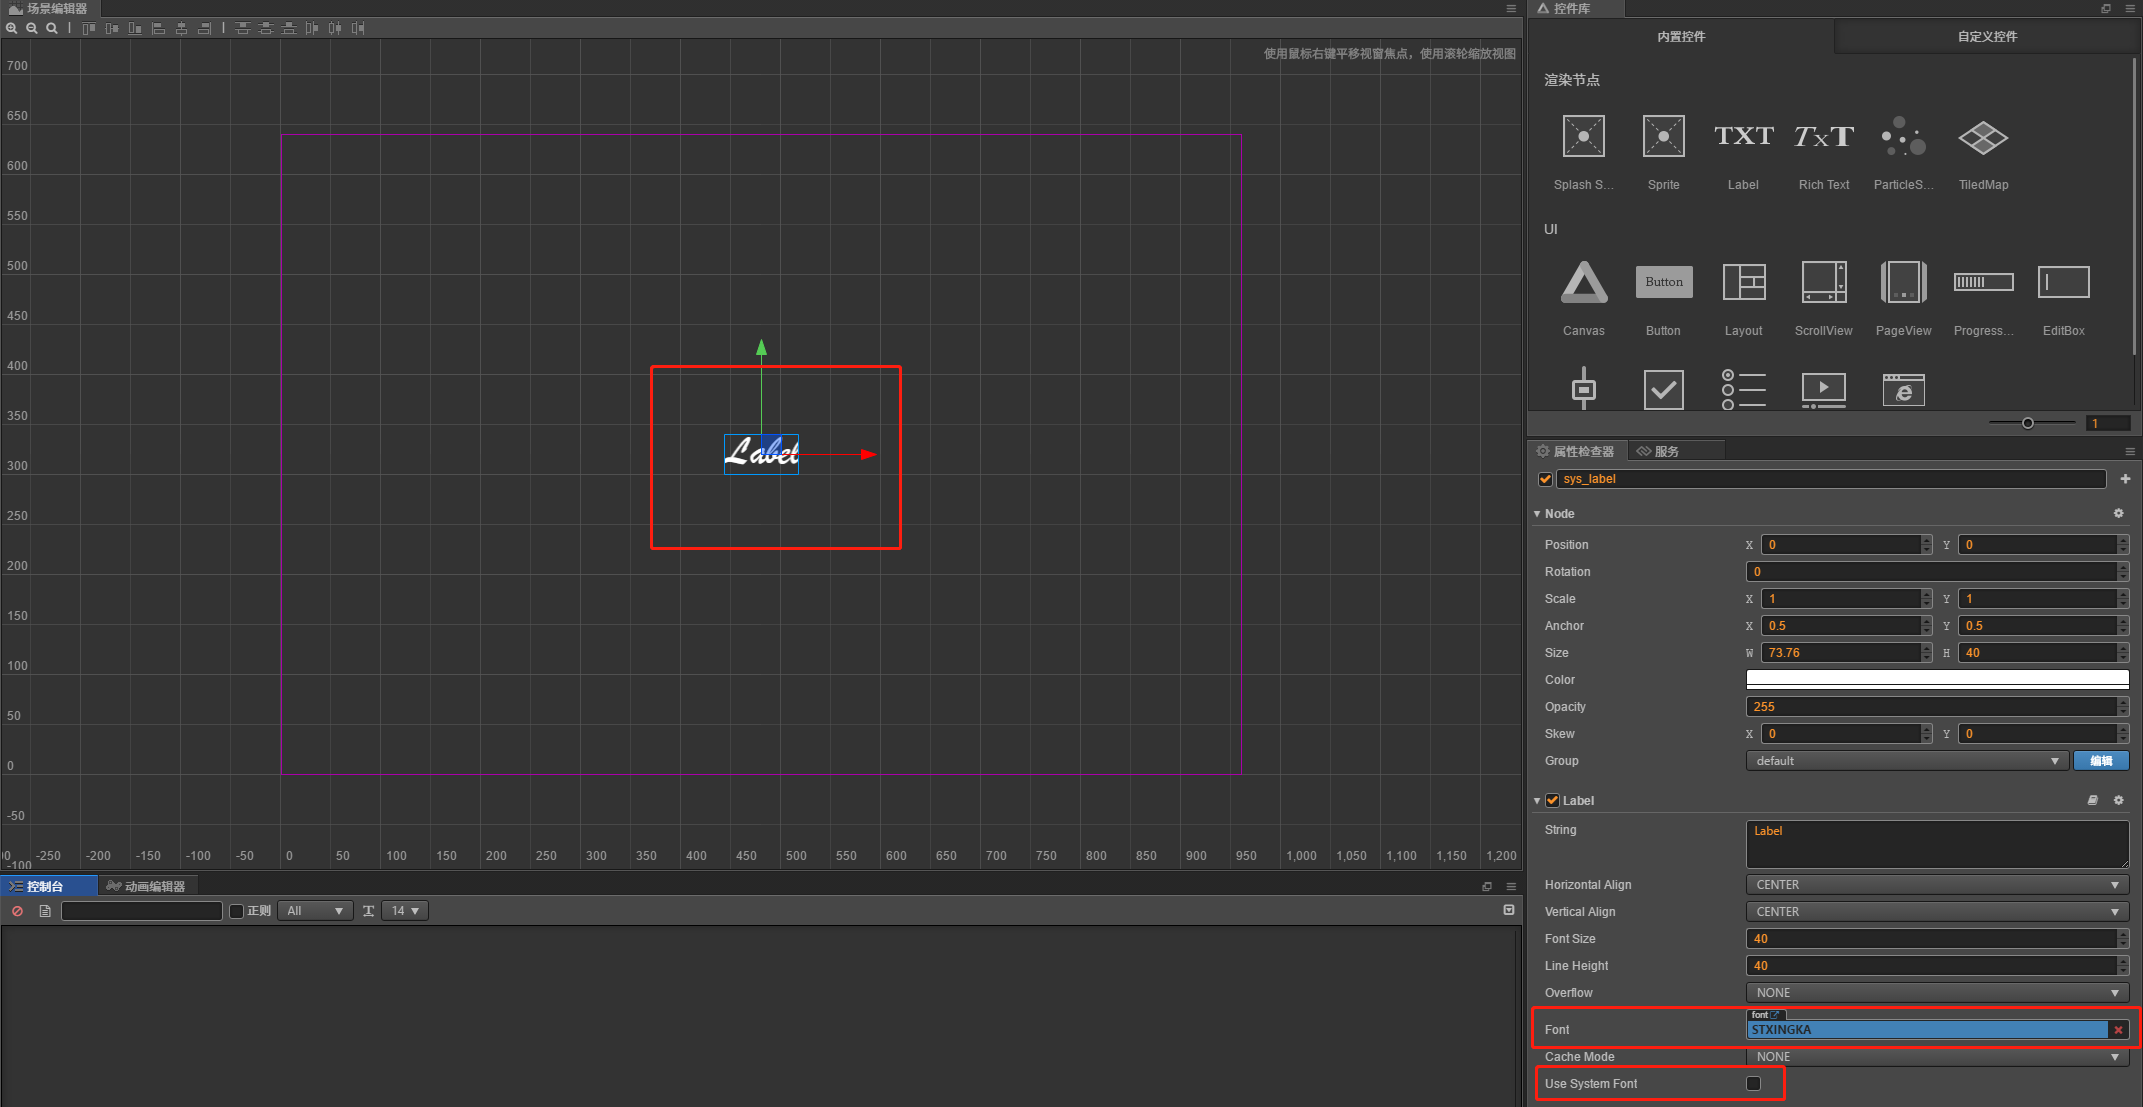 场景编辑器
使用鼠标右键平移视窗焦点，使用滚轮缩放视图
700
650
600
550
500
450
400
350
300
250
200
150
100
50
0
-50
-100
Label
00 -250 -200 -150 -100 -50 0 50 100 150 200 250 300 350 400 450 500 550 600 650 700 750 800 850 900 950 1,000 1,050 1,100 1,150 1,200
控制台 动画编辑器
正则 All 14
控件库
内置控件 自定义控件
渲染节点
TXT TXT
Splash S... Sprite Label Rich Text ParticleS... TiledMap
UI
Button
Canvas Button Layout ScrollView PageView Progress... EditBox
1
属性检查器 服务
sys_label
Node
Position X 0 Y 0
Rotation 0
Scale X 1 Y 1
Anchor X 0.5 Y 0.5
Size W 73.76 H 40
Color
Opacity 255
Skew X 0 Y 0
Group default 编辑
Label
String Label
Horizontal Align CENTER
Vertical Align CENTER
Font Size 40
Line Height 40
Overflow NONE
font
Font STXINGKA
Cache Mode NONE
Use System Font